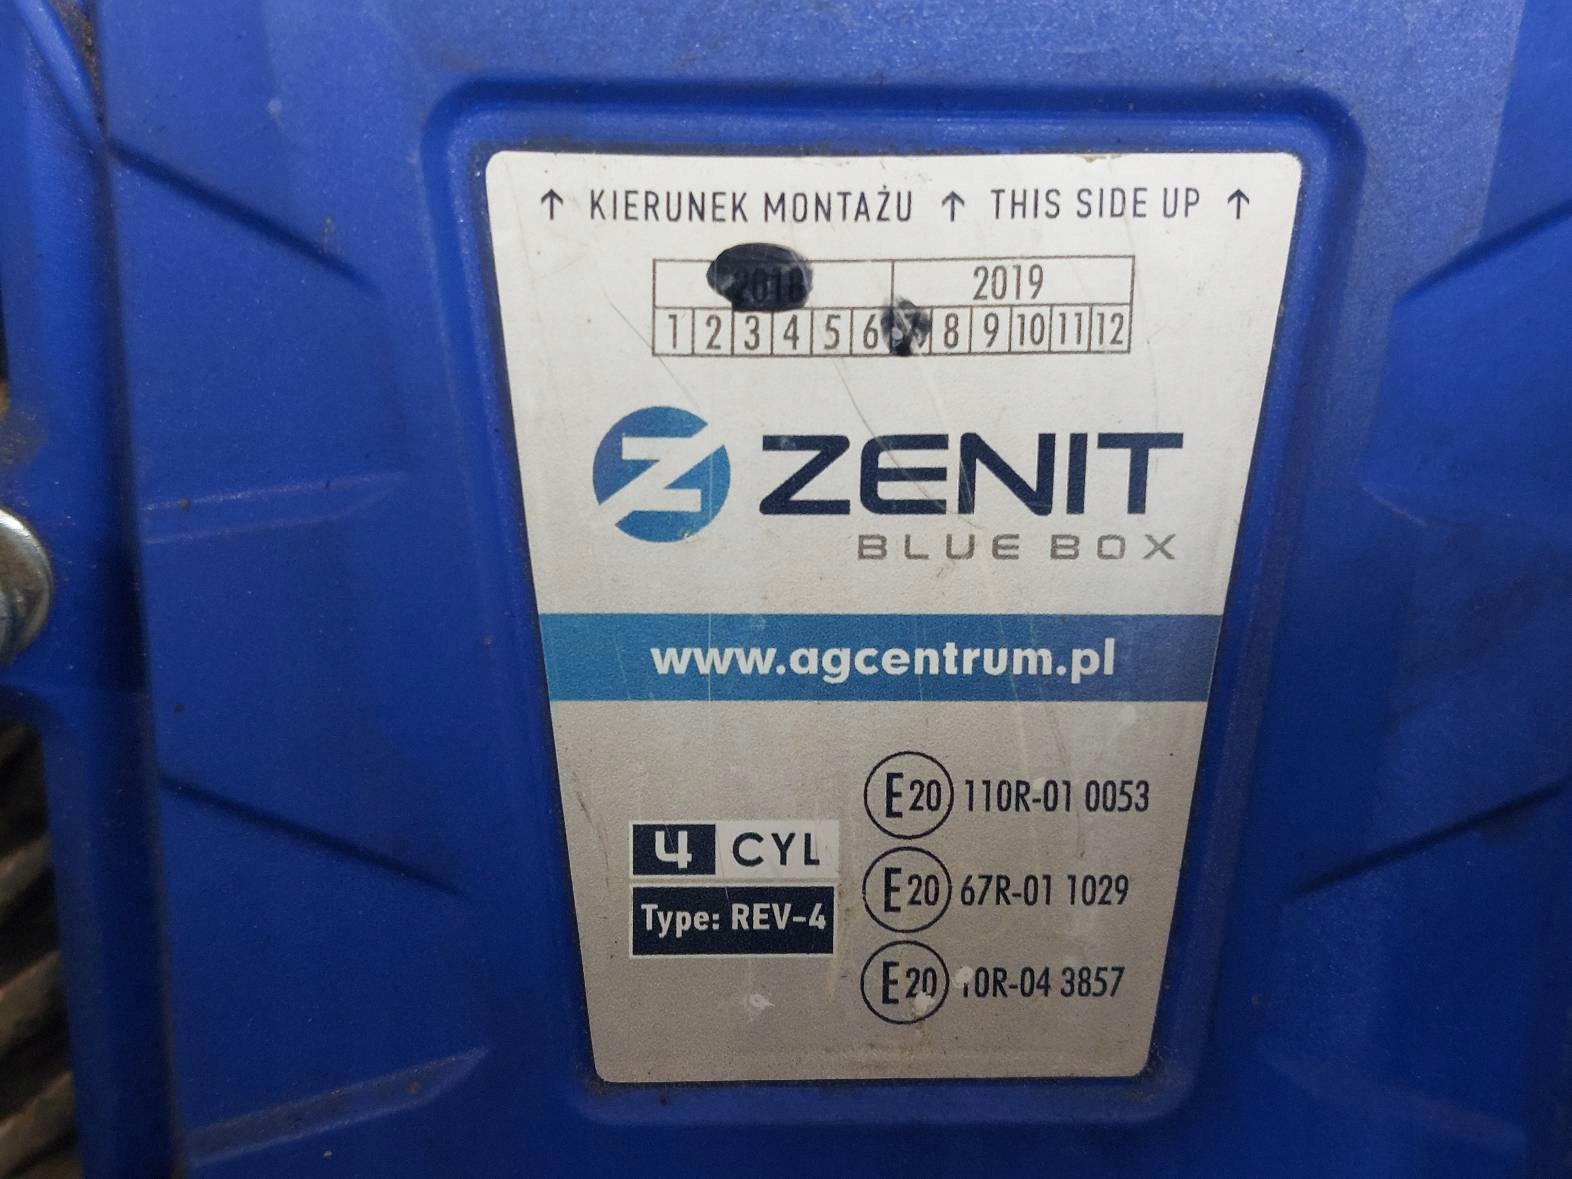 ↑ KIERUNEK MONTAŻU ↑ THIS SIDE UP ↑
2018 2019
1 2 3 4 5 6 7 8 9 10 11 12
Z ZENIT
BLUE BOX
www.agcentrum.pl
E20 110R-01 0053
4 CYL
E20 67R-01 1029
Type: REV-4
E20 10R-04 3857